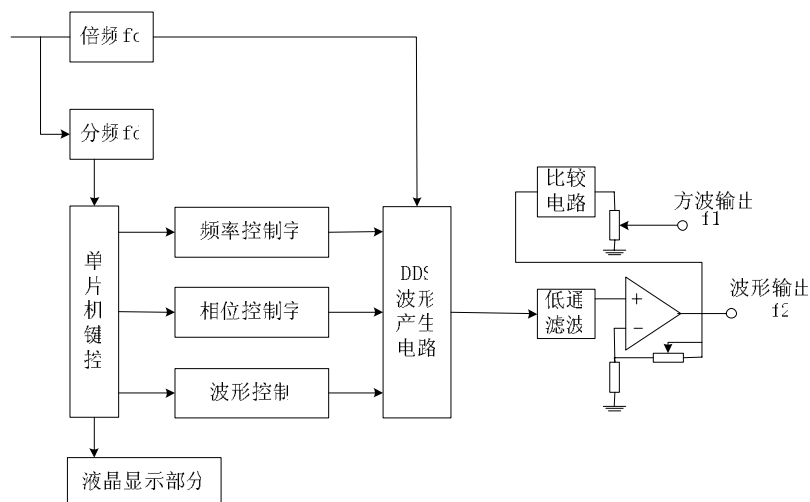 倍频fc
分频fc
单片机键控
频率控制字
相位控制字
波形控制
液晶显示部分
DDS
波形
产生
电路
低通
滤波
比较
电路
方波输出
f1
+
−
波形输出
f2